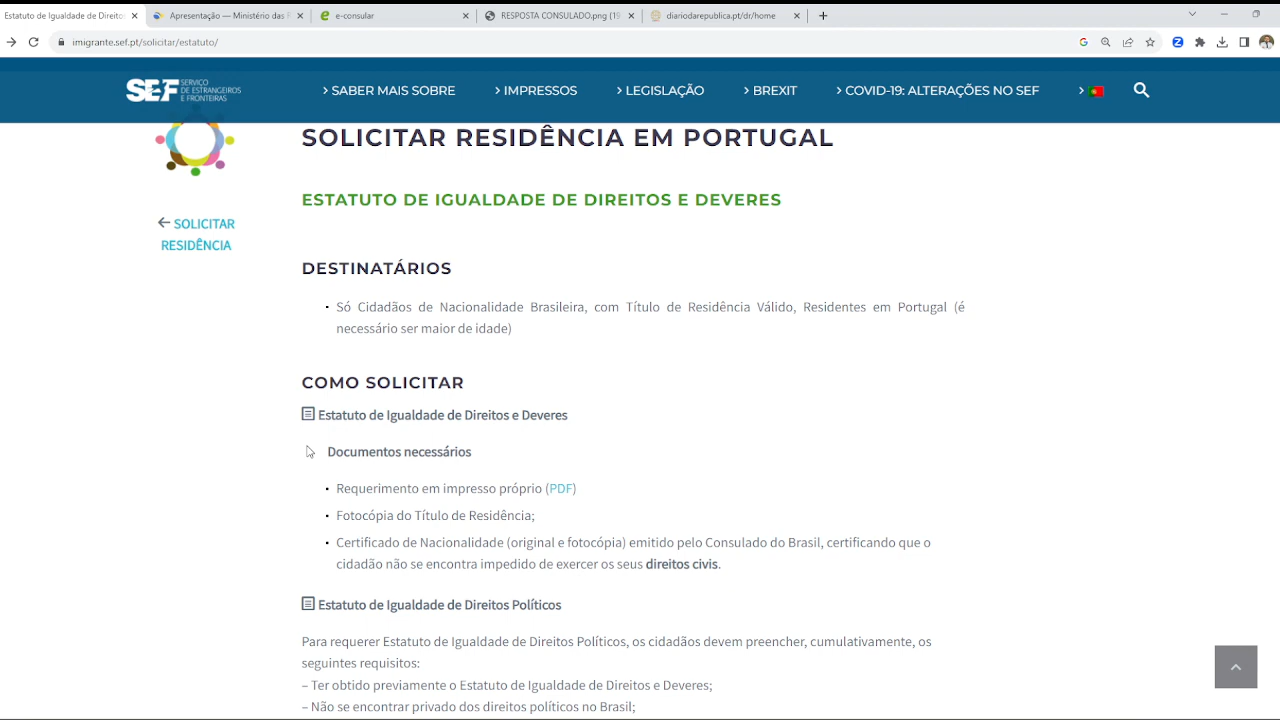 Estatuto de Igualdade de Direitos
Apresentação — Ministério das R
e-consular
RESPOSTA CONSULADO.png (19
diariodarepublica.pt/dr/home
imigrante.sef.pt/solicitar/estatuto/
SEF SERVIÇO
DE ESTRANGEIROS
E FRONTEIRAS
SABER MAIS SOBRE
IMPRESSOS
LEGISLAÇÃO
BREXIT
COVID-19: ALTERAÇÕES NO SEF
SOLICITAR RESIDÊNCIA EM PORTUGAL
SOLICITAR
RESIDÊNCIA
ESTATUTO DE IGUALDADE DE DIREITOS E DEVERES
DESTINATÁRIOS
Só Cidadãos de Nacionalidade Brasileira, com Título de Residência Válido, Residentes em Portugal (é
necessário ser maior de idade)
COMO SOLICITAR
Estatuto de Igualdade de Direitos e Deveres
Documentos necessários
Requerimento em impresso próprio (PDF)
Fotocópia do Título de Residência;
Certificado de Nacionalidade (original e fotocópia) emitido pelo Consulado do Brasil, certificando que o
cidadão não se encontra impedido de exercer os seus direitos civis.
Estatuto de Igualdade de Direitos Políticos
Para requerer Estatuto de Igualdade de Direitos Políticos, os cidadãos devem preencher, cumulativamente, os
seguintes requisitos:
– Ter obtido previamente o Estatuto de Igualdade de Direitos e Deveres;
– Não se encontrar privado dos direitos políticos no Brasil;